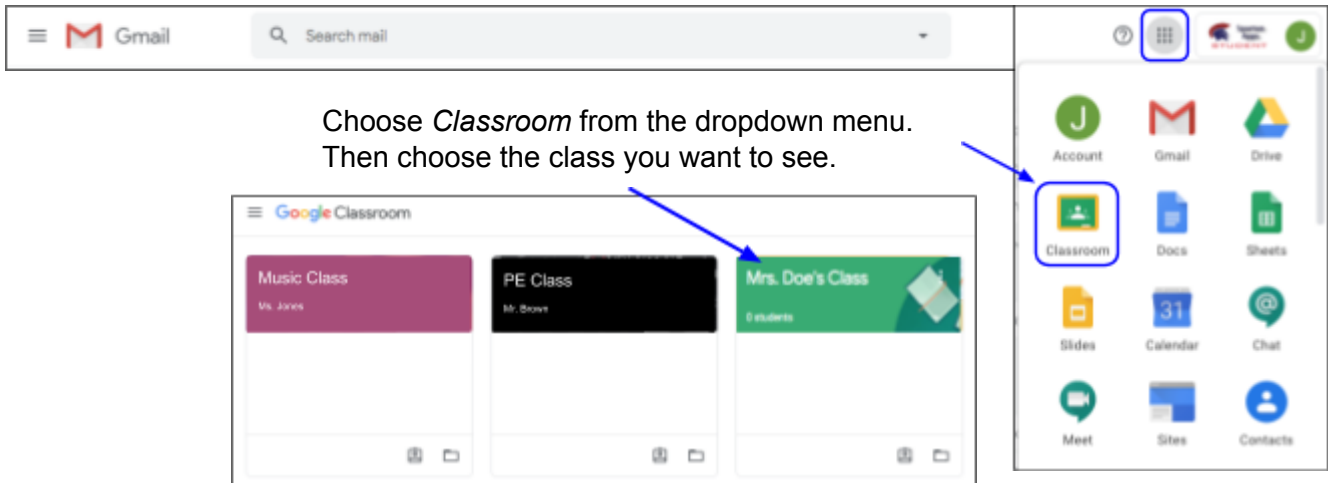 Gmail
Search mail
STUDENT
J
Choose Classroom from the dropdown menu.
Then choose the class you want to see.
J
Account Gmail Drive
Classroom Docs Sheets
31
Slides Calendar Chat
Meet Sites Contacts
Google Classroom
Music Class
Ms. Jones
PE Class
Mr. Brown
Mrs. Doe's Class
0 students